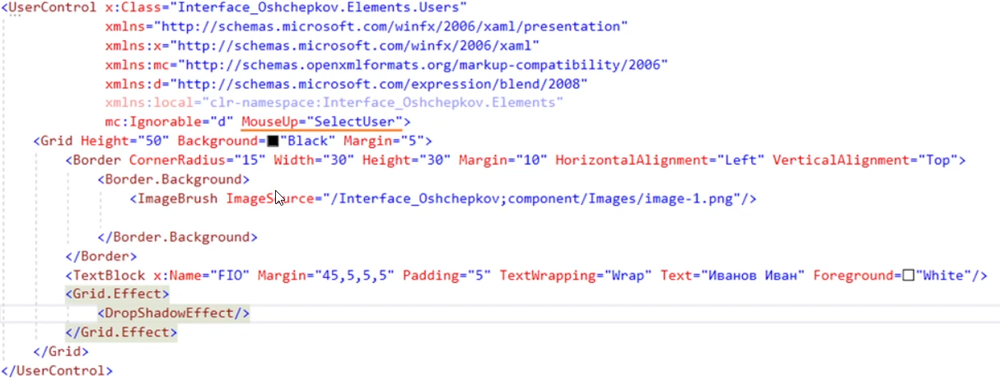 <UserControl x:Class="Interface_Oshchepkov.Elements.Users"
xmlns="http://schemas.microsoft.com/winfx/2006/xaml/presentation"
xmlns:x="http://schemas.microsoft.com/winfx/2006/xaml"
xmlns:mc="http://schemas.openxmlformats.org/markup-compatibility/2006"
xmlns:d="http://schemas.microsoft.com/expression/blend/2008"
xmlns:local="clr-namespace:Interface_Oshchepkov.Elements"
mc:Ignorable="d" MouseUp="SelectUser">
<Grid Height="50" Background="Black" Margin="5">
<Border CornerRadius="15" Width="30" Height="30" Margin="10" HorizontalAlignment="Left" VerticalAlignment="Top">
<Border.Background>
<ImageBrush ImageSource="/Interface_Oshchepkov;component/Images/image-1.png"/>
</Border.Background>
</Border>
<TextBlock x:Name="FIO" Margin="45,5,5,5" Padding="5" TextWrapping="Wrap" Text="Иванов Иван" Foreground="White"/>
<Grid.Effect>
<DropShadowEffect/>
</Grid.Effect>
</Grid>
</UserControl>